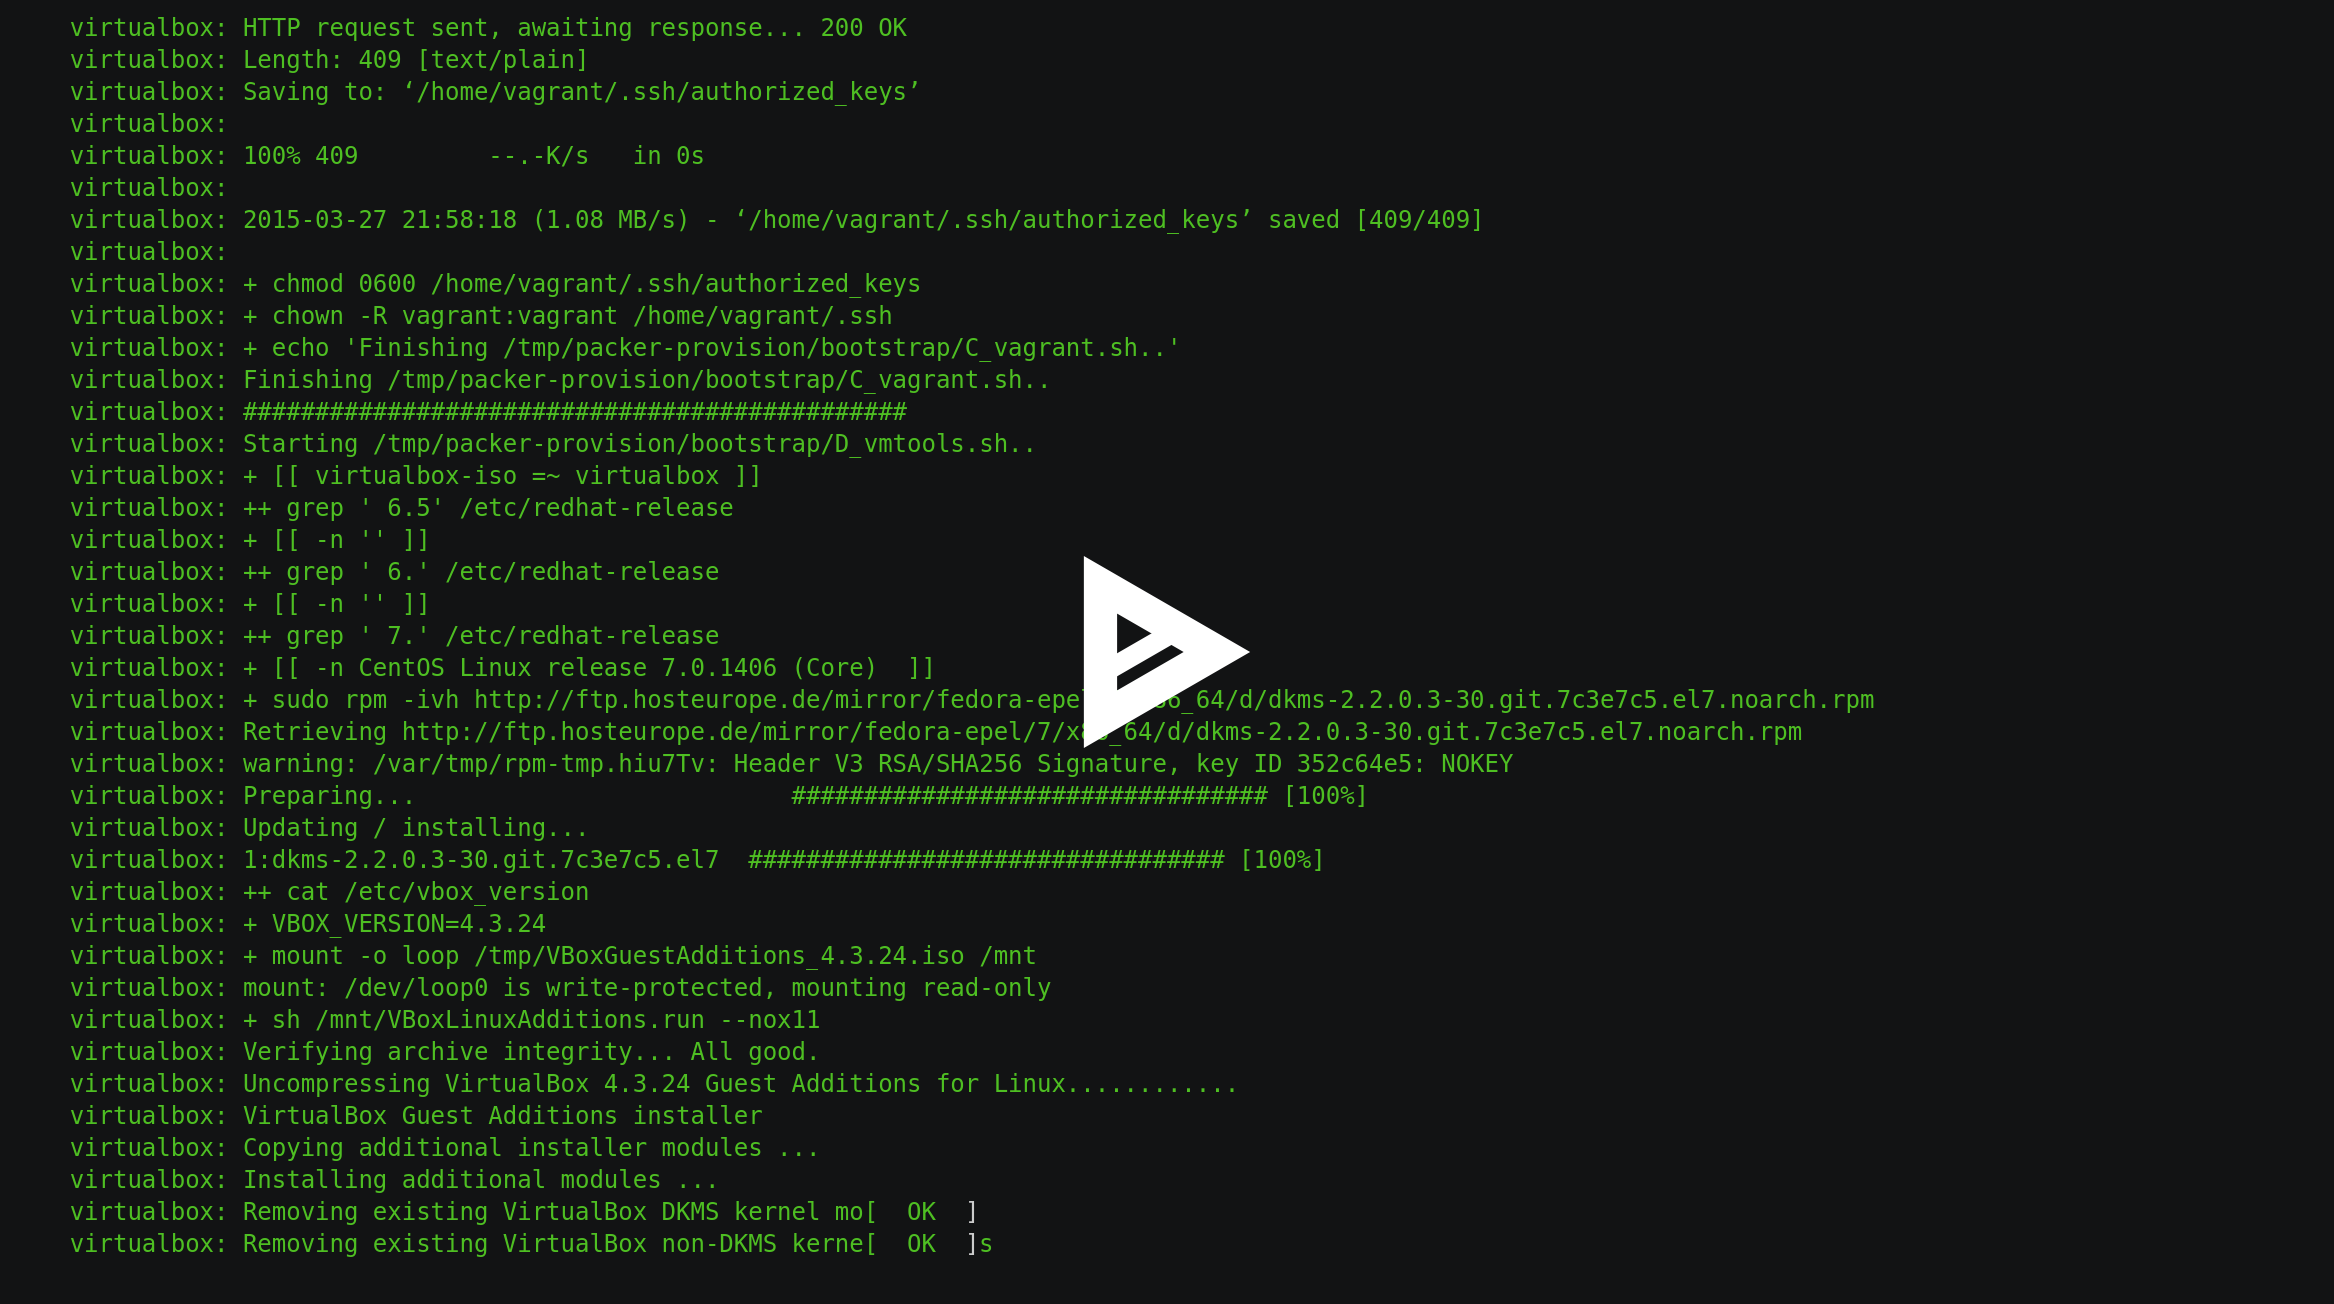 virtualbox: HTTP request sent, awaiting response... 200 OK
virtualbox: Length: 409 [text/plain]
virtualbox: Saving to: ‘/home/vagrant/.ssh/authorized_keys’
virtualbox:
virtualbox: 100% 409         --.-K/s   in 0s
virtualbox:
virtualbox: 2015-03-27 21:58:18 (1.08 MB/s) - ‘/home/vagrant/.ssh/authorized_keys’ saved [409/409]
virtualbox:
virtualbox: + chmod 0600 /home/vagrant/.ssh/authorized_keys
virtualbox: + chown -R vagrant:vagrant /home/vagrant/.ssh
virtualbox: + echo 'Finishing /tmp/packer-provision/bootstrap/C_vagrant.sh..'
virtualbox: Finishing /tmp/packer-provision/bootstrap/C_vagrant.sh..
virtualbox: ##############################################
virtualbox: Starting /tmp/packer-provision/bootstrap/D_vmtools.sh..
virtualbox: + [[ virtualbox-iso =~ virtualbox ]]
virtualbox: ++ grep ' 6.5' /etc/redhat-release
virtualbox: + [[ -n '' ]]
virtualbox: ++ grep ' 6.' /etc/redhat-release
virtualbox: + [[ -n '' ]]
virtualbox: ++ grep ' 7.' /etc/redhat-release
virtualbox: + [[ -n CentOS Linux release 7.0.1406 (Core)  ]]
virtualbox: + sudo rpm -ivh http://ftp.hosteurope.de/mirror/fedora-epel _64/d/dkms-2.2.0.3-30.git.7c3e7c5.el7.noarch.rpm
virtualbox: Retrieving http://ftp.hosteurope.de/mirror/fedora-epel/7/x86_64/d/dkms-2.2.0.3-30.git.7c3e7c5.el7.noarch.rpm
virtualbox: warning: /var/tmp/rpm-tmp.hiu7Tv: Header V3 RSA/SHA256 Signature, key ID 352c64e5: NOKEY
virtualbox: Preparing...                          ################################# [100%]
virtualbox: Updating / installing...
virtualbox: 1:dkms-2.2.0.3-30.git.7c3e7c5.el7  ################################# [100%]
virtualbox: ++ cat /etc/vbox_version
virtualbox: + VBOX_VERSION=4.3.24
virtualbox: + mount -o loop /tmp/VBoxGuestAdditions_4.3.24.iso /mnt
virtualbox: mount: /dev/loop0 is write-protected, mounting read-only
virtualbox: + sh /mnt/VBoxLinuxAdditions.run --nox11
virtualbox: Verifying archive integrity... All good.
virtualbox: Uncompressing VirtualBox 4.3.24 Guest Additions for Linux............
virtualbox: VirtualBox Guest Additions installer
virtualbox: Copying additional installer modules ...
virtualbox: Installing additional modules ...
virtualbox: Removing existing VirtualBox DKMS kernel mo[  OK  ]
virtualbox: Removing existing VirtualBox non-DKMS kerne[  OK  ]s